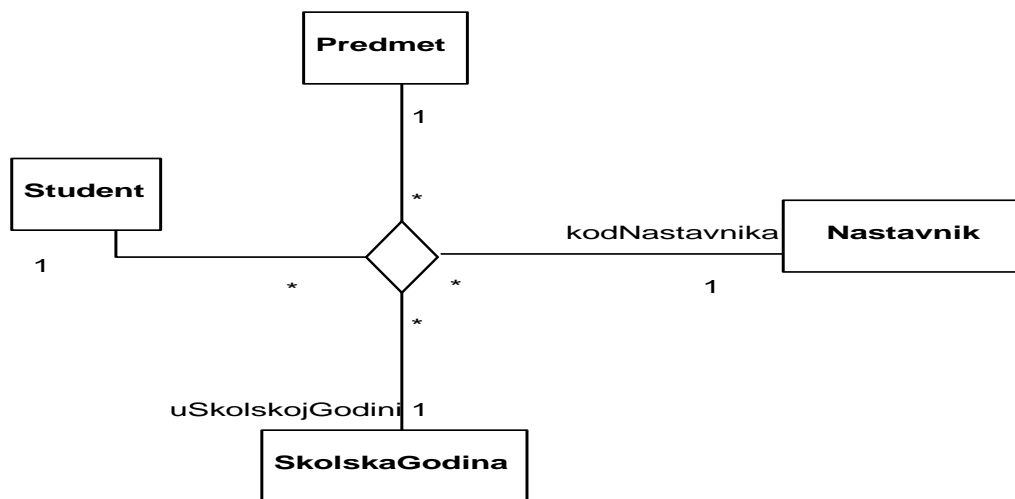 Predmet
1
Student
*
kodNastavnika
Nastavnik
1
*
*
1
*
uSkolskojGodini
1
SkolskaGodina